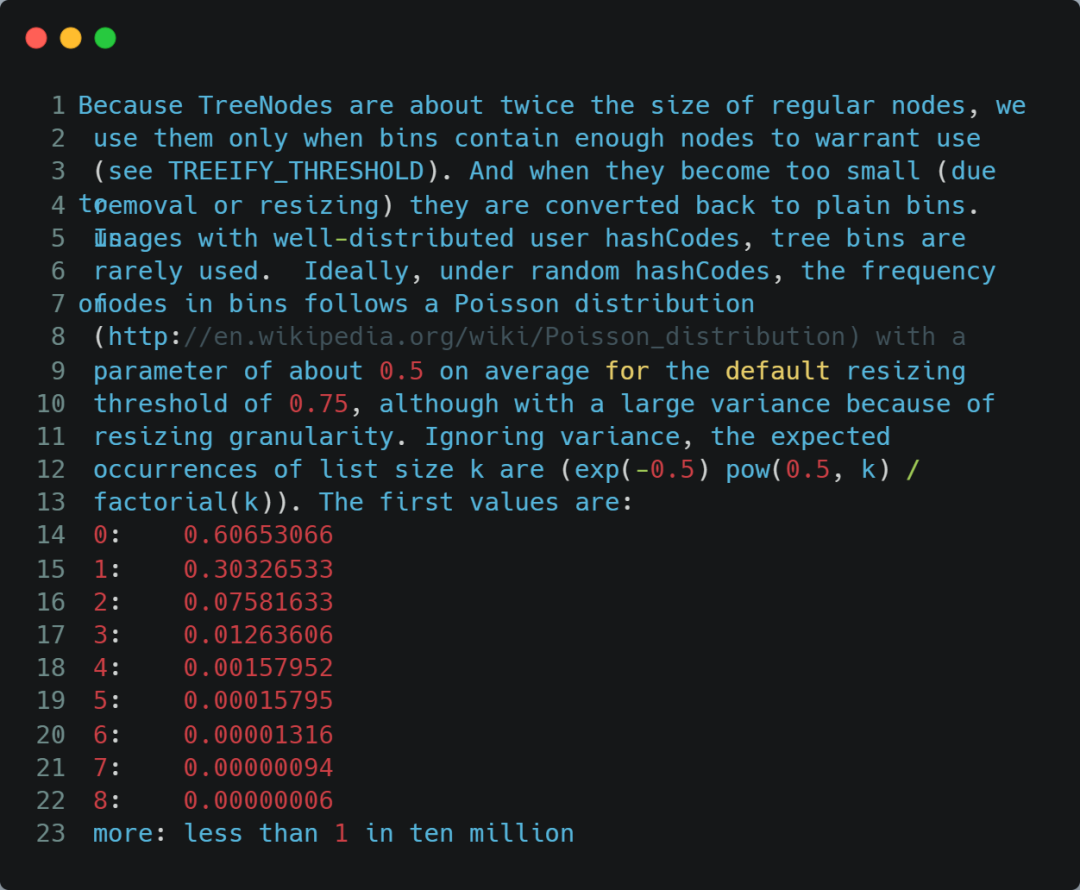 1 Because TreeNodes are about twice the size of regular nodes, we
2 use them only when bins contain enough nodes to warrant use
3 (see TREEIFY_THRESHOLD). And when they become too small (due
4 to removal or resizing) they are converted back to plain bins.
5 In usages with well-distributed user hashCodes, tree bins are
6 rarely used.  Ideally, under random hashCodes, the frequency
7 of nodes in bins follows a Poisson distribution
8 (http://en.wikipedia.org/wiki/Poisson_distribution) with a
9 parameter of about 0.5 on average for the default resizing
10 threshold of 0.75, although with a large variance because of
11 resizing granularity. Ignoring variance, the expected
12 occurrences of list size k are (exp(-0.5) pow(0.5, k) /
13 factorial(k)). The first values are:
14 0:    0.60653066
15 1:    0.30326533
16 2:    0.07581633
17 3:    0.01263606
18 4:    0.00157952
19 5:    0.00015795
20 6:    0.00001316
21 7:    0.00000094
22 8:    0.00000006
23 more: less than 1 in ten million